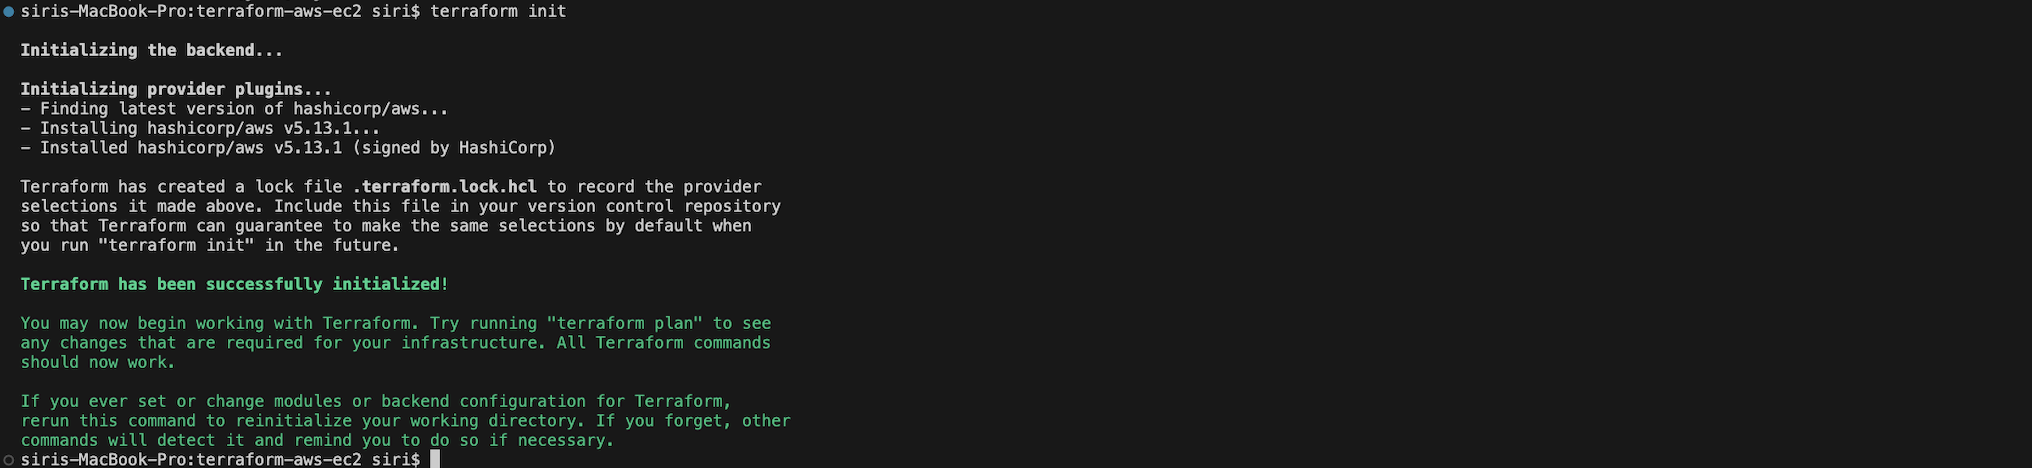 siris-MacBook-Pro:terraform-aws-ec2 siri$ terraform init
Initializing the backend...
Initializing provider plugins...
- Finding latest version of hashicorp/aws...
- Installing hashicorp/aws v5.13.1...
- Installed hashicorp/aws v5.13.1 (signed by HashiCorp)
Terraform has created a lock file .terraform.lock.hcl to record the provider
selections it made above. Include this file in your version control repository
so that Terraform can guarantee to make the same selections by default when
you run "terraform init" in the future.
Terraform has been successfully initialized!
You may now begin working with Terraform. Try running "terraform plan" to see
any changes that are required for your infrastructure. All Terraform commands
should now work.
If you ever set or change modules or backend configuration for Terraform,
rerun this command to reinitialize your working directory. If you forget, other
commands will detect it and remind you to do so if necessary.
siris-MacBook-Pro:terraform-aws-ec2 siri$